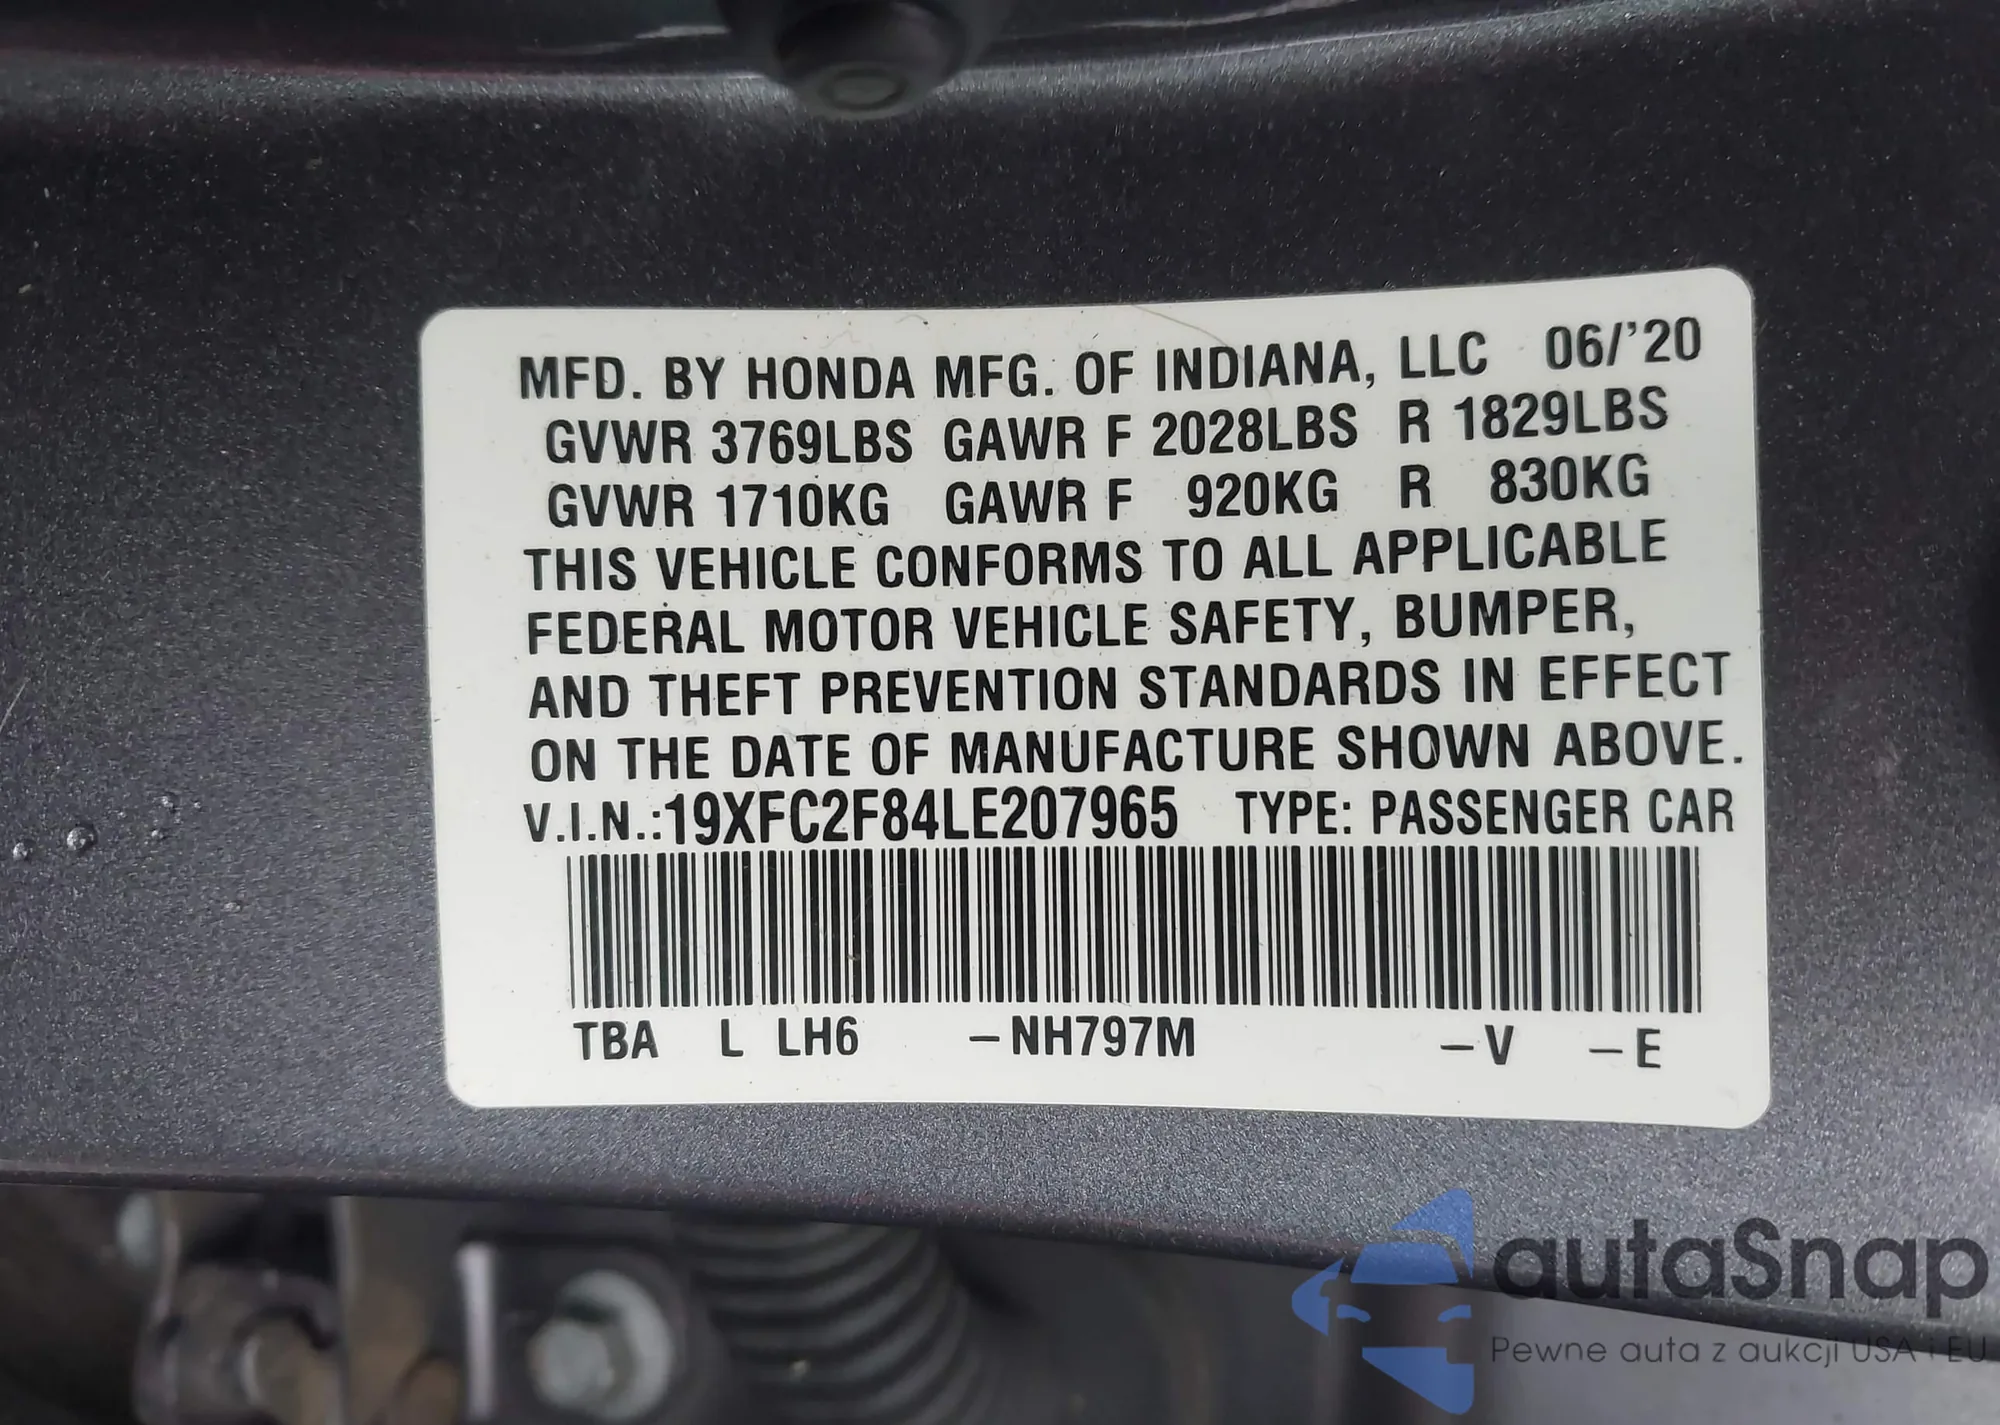 MFD. BY HONDA MFG. OF INDIANA, LLC 06/'20
GVWR 3769LBS GAWR F 2028LBS R 1829LBS
GVWR 1710KG GAWR F 920KG R 830KG
THIS VEHICLE CONFORMS TO ALL APPLICABLE
FEDERAL MOTOR VEHICLE SAFETY, BUMPER,
AND THEFT PREVENTION STANDARDS IN EFFECT
ON THE DATE OF MANUFACTURE SHOWN ABOVE.
V.I.N.:19XFC2F84LE207965 TYPE: PASSENGER CAR
TBA L LH6 –NH797M –V –E
autaSnap
Pewne auta z aukcji USA i EU